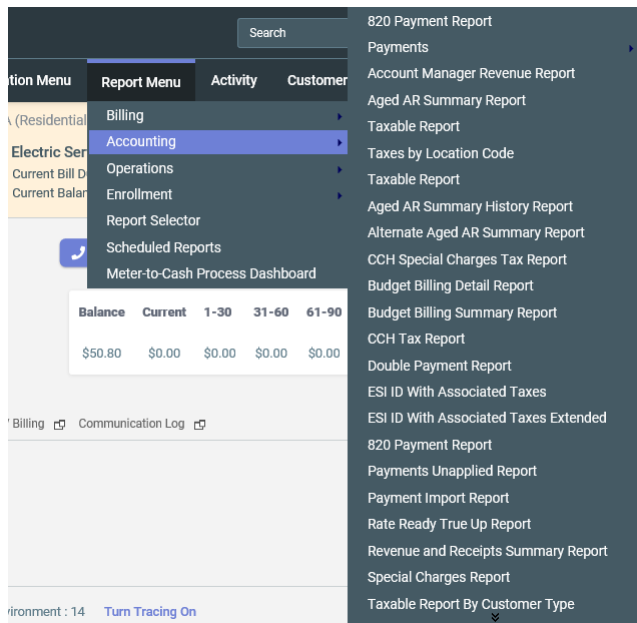 Search
tion Menu
Report Menu
Activity
Customer
(Residential
Electric Ser
Current Bill D
Current Balan
Billing
Accounting
Operations
Enrollment
Report Selector
Scheduled Reports
Meter-to-Cash Process Dashboard
820 Payment Report
Payments
Account Manager Revenue Report
Aged AR Summary Report
Taxable Report
Taxes by Location Code
Taxable Report
Aged AR Summary History Report
Alternate Aged AR Summary Report
CCH Special Charges Tax Report
Budget Billing Detail Report
Budget Billing Summary Report
CCH Tax Report
Double Payment Report
ESI ID With Associated Taxes
ESI ID With Associated Taxes Extended
820 Payment Report
Payments Unapplied Report
Payment Import Report
Rate Ready True Up Report
Revenue and Receipts Summary Report
Special Charges Report
Taxable Report By Customer Type
Balance Current 1-30 31-60 61-90
$50.80 $0.00 $0.00 $0.00 $0.00
Billing Communication Log
vironment : 14 Turn Tracing On